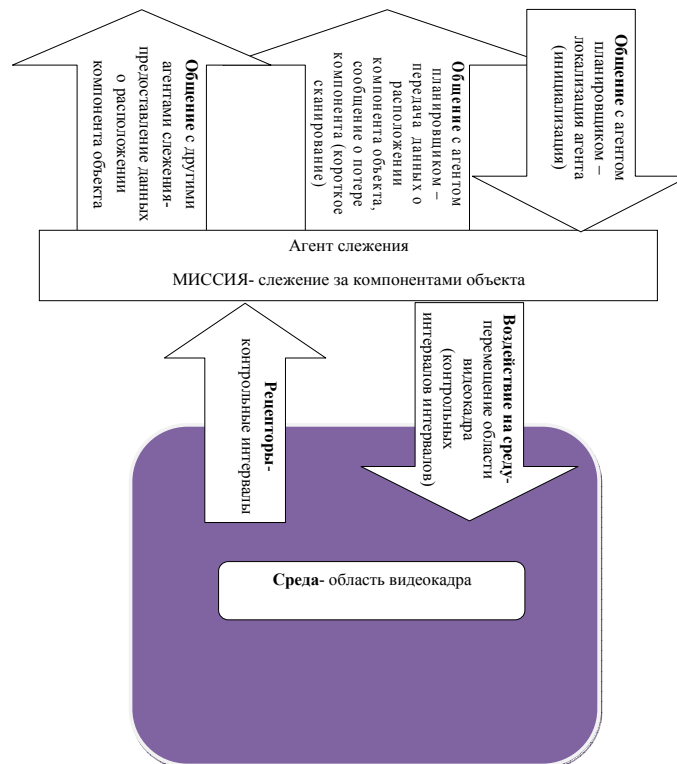 Общение с другими
агентами слежения-
предоставление данных
о расположении
компонента объекта
Общение с агентом
планировщиком –
передача данных о
расположении
компонента объекта,
сообщение о потере
компонента (короткое
сканирование)
Общение с агентом
планировщиком –
локализация агента
(инициализация)
Агент слежения
МИССИЯ- слежение за компонентами объекта
Рецепторы-
контрольные интервалы
Воздействие на среду-
перемещение области
видеокадра
(контрольных
интервалов интервалов)
Среда- область видеокадра